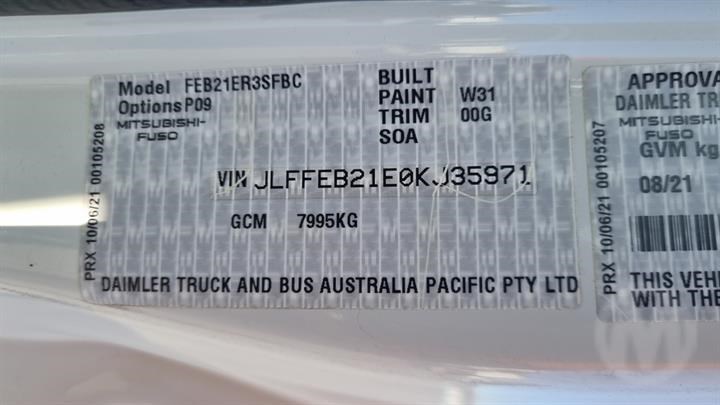 Model FEB21ER3SFBC
Options P09
MITSUBISHI-
FUSO
BUILT
PAINT W31
TRIM 00G
SOA
VIN JLFFEB21E0KJ35971
GCM 7995KG
DAIMLER TRUCK AND BUS AUSTRALIA PACIFIC PTY LTD
PRX 10/06/21 00105208
APPROVA
DAIMLER TR
MITSUBISHI-
FUSO
GVM kg
08/21
THIS VEH
WITH THE
PRX 10/06/21 00105207
M